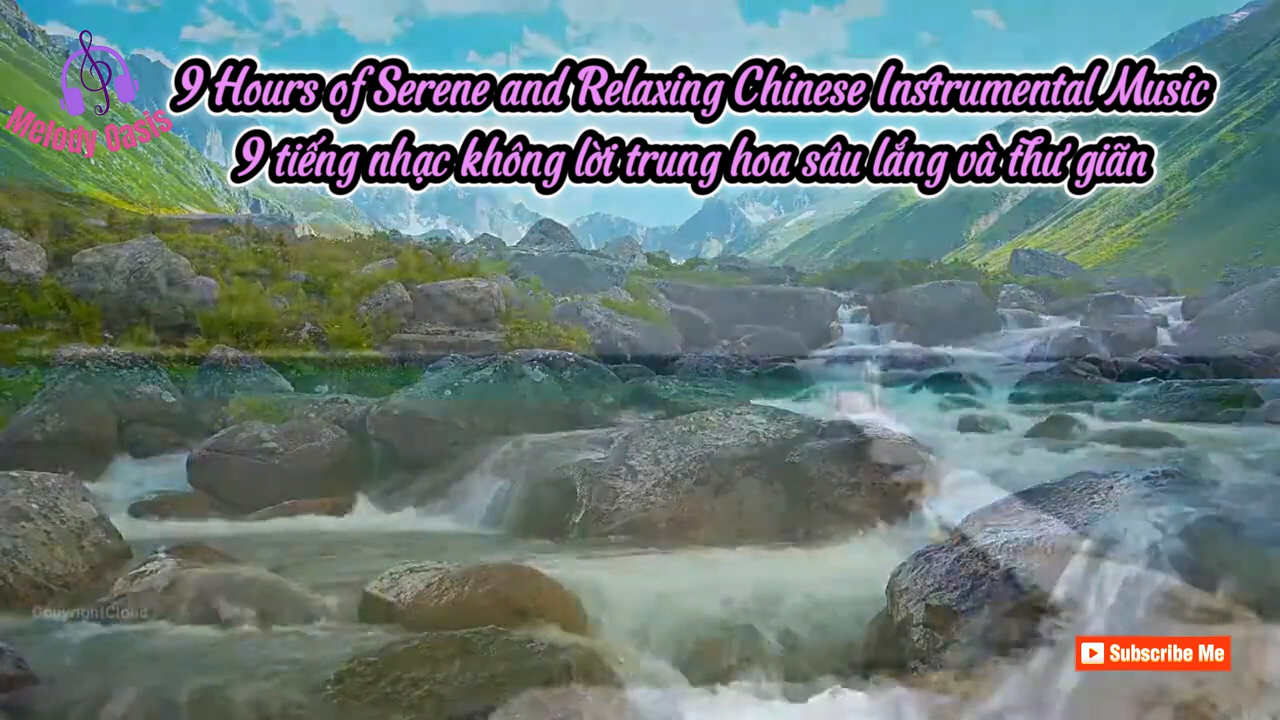 9 Hours of Serene and Relaxing Chinese Instrumental Music
9 tiếng nhạc không lời trung hoa sâu lắng và thư giãn
Melody Oasis
CopyrightCloud
Subscribe Me